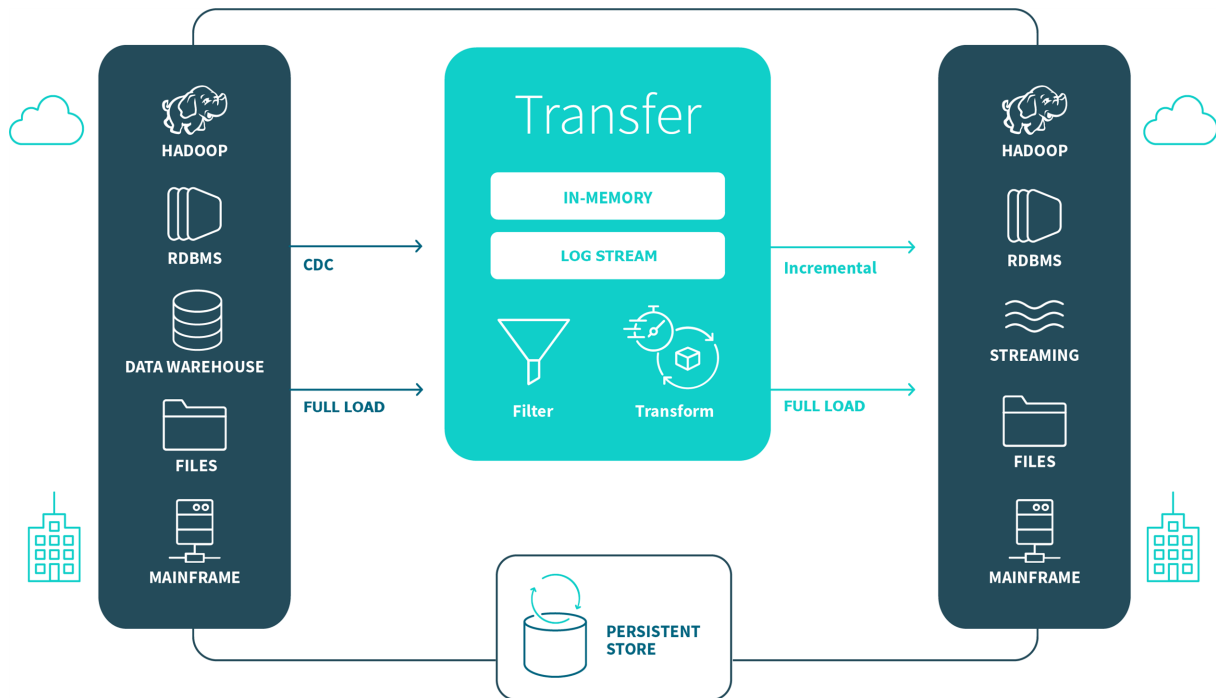 HADOOP
RDBMS
DATA WAREHOUSE
FILES
MAINFRAME
CDC
FULL LOAD
Transfer
IN-MEMORY
LOG STREAM
Filter
Transform
Incremental
FULL LOAD
HADOOP
RDBMS
STREAMING
FILES
MAINFRAME
PERSISTENT
STORE